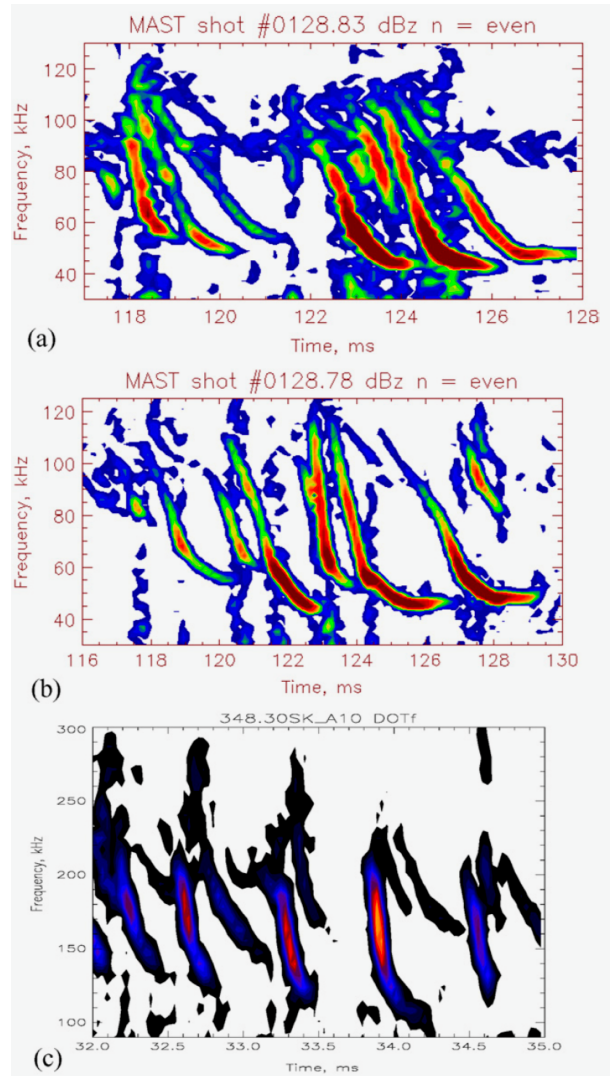 MAST shot #0128.83 dBz n = even
120
100
80
60
40
Frequency, kHz
118 120 122 124 126 128
Time, ms
(a)
MAST shot #0128.78 dBz n = even
120
100
80
60
40
Frequency, kHz
116 118 120 122 124 126 128 130
Time, ms
(b)
348.30SK_A10 DOTf
300
250
200
150
100
Frequency, kHz
32.0 32.5 33.0 33.5 34.0 34.5 35.0
Time, ms
(c)